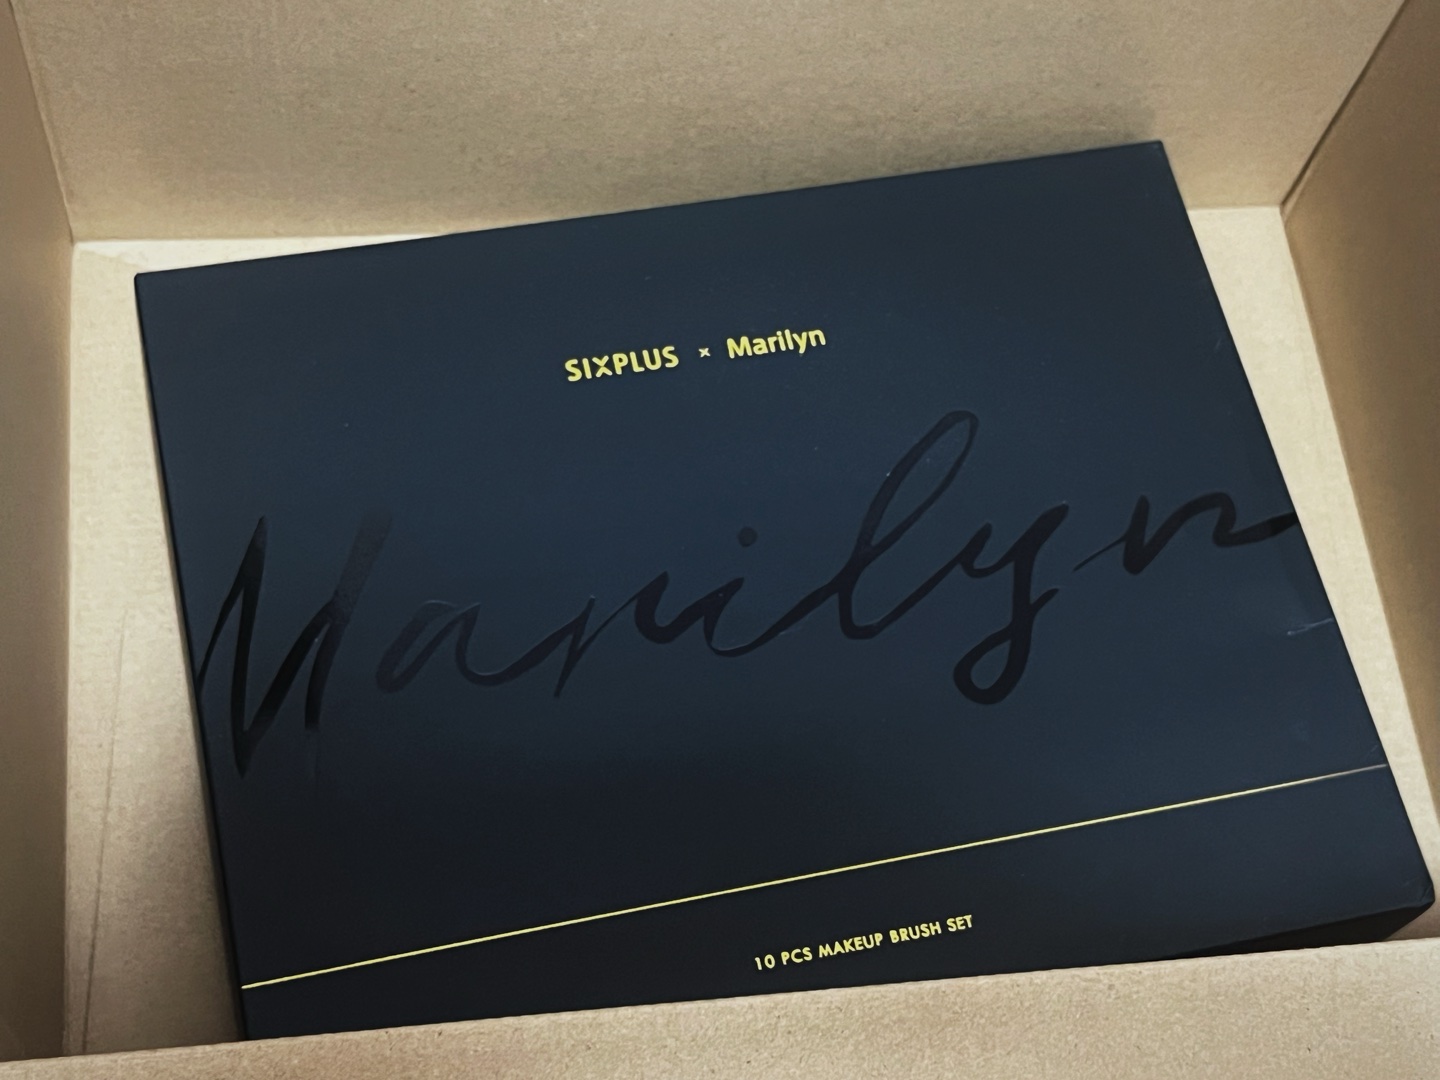 SIXPLUS × Marilyn
Marilyn
10 PCS MAKEUP BRUSH SET